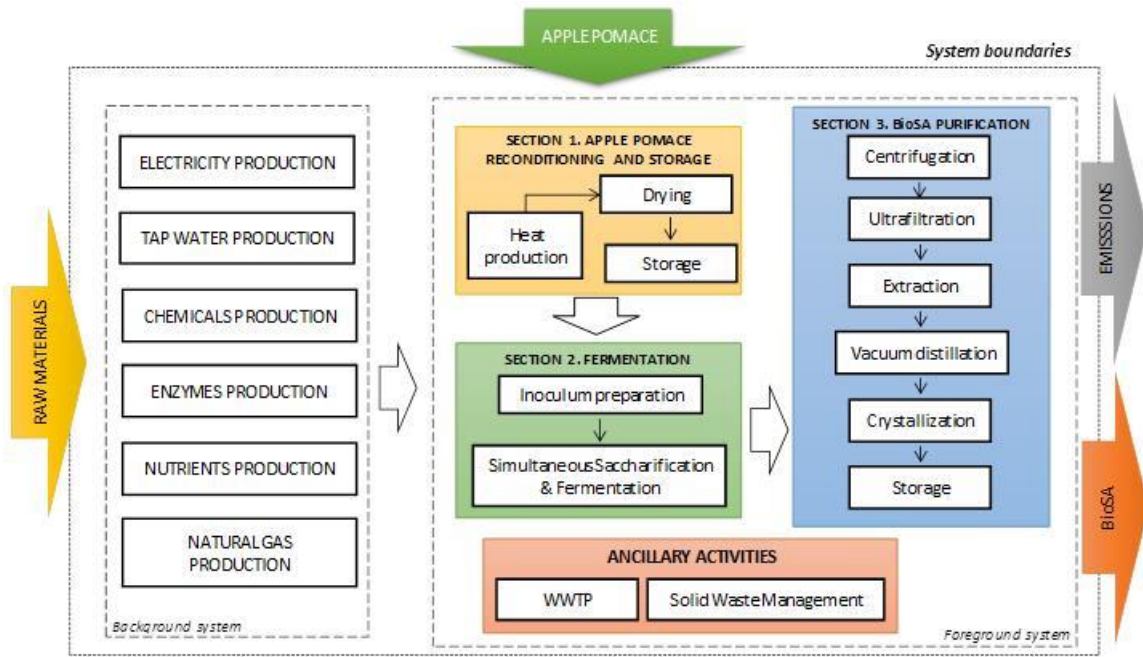 APPLE POMACE
System boundaries
RAW MATERIALS
ELECTRICITY PRODUCTION
TAP WATER PRODUCTION
CHEMICALS PRODUCTION
ENZYMES PRODUCTION
NUTRIENTS PRODUCTION
NATURAL GAS
PRODUCTION
Background system
SECTION 1. APPLE POMACE
RECONDITIONING AND STORAGE
Drying
Heat
production
Storage
SECTION 2. FERMENTATION
Inoculum preparation
Simultaneous Saccharification
& Fermentation
SECTION 3. BioSA PURIFICATION
Centrifugation
Ultrafiltration
Extraction
Vacuum distillation
Crystallization
Storage
ANCILLARY ACTIVITIES
WWTP
Solid Waste Management
Foreground system
EMISSSIONS
BioSA